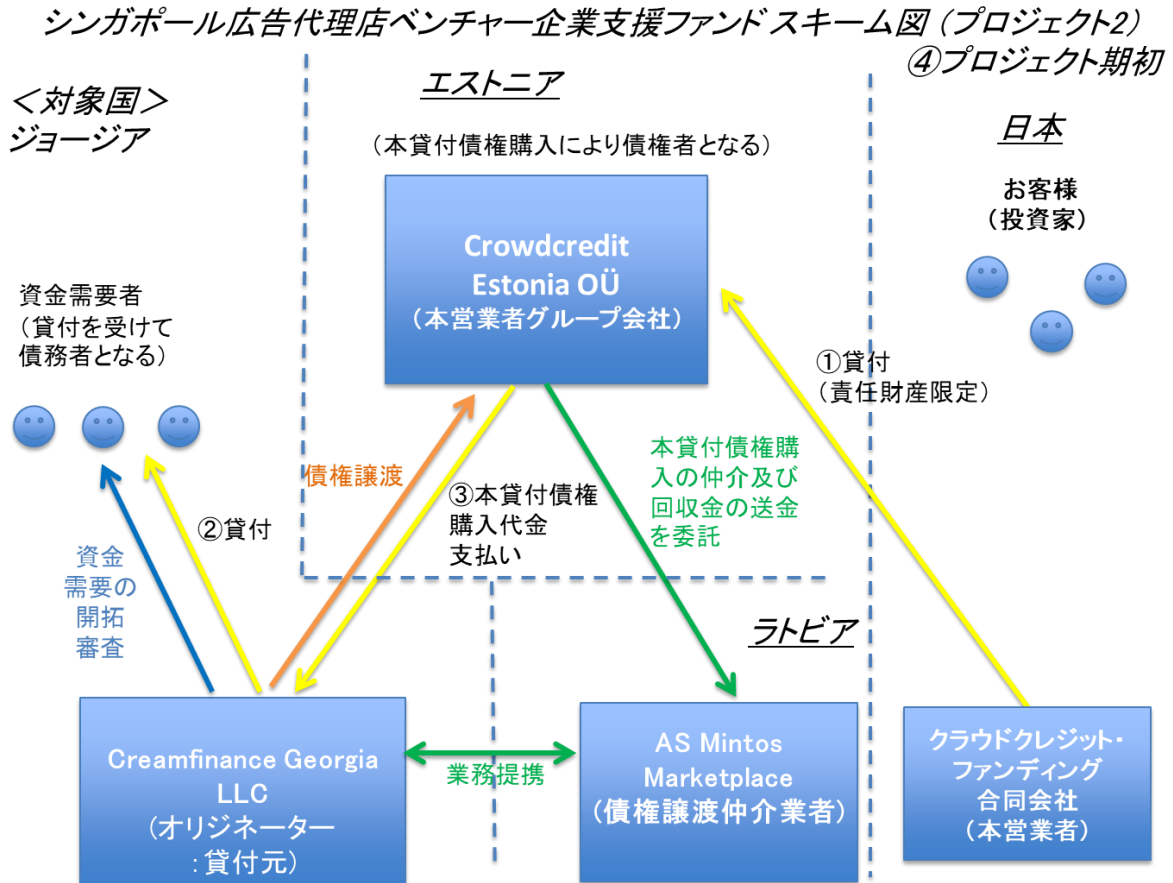 シンガポール広告代理店ベンチャー企業支援ファンド スキーム図 (プロジェクト2)
④プロジェクト期初
＜対象国＞
ジョージア
エストニア
(本貸付債権購入により債権者となる)
日本
お客様
(投資家)
Crowdcredit
Estonia OÜ
(本営業者グループ会社)
資金需要者
(貸付を受けて
債務者となる)
①貸付
(責任財産限定)
債権譲渡
③本貸付債権
購入代金
支払い
本貸付債権購
入の仲介及び
回収金の送金
を委託
②貸付
資金
需要の
開拓
審査
ラトビア
Creamfinance Georgia
LLC
(オリジネーター
：貸付元)
業務提携
AS Mintos
Marketplace
(債権譲渡仲介業者)
クラウドクレジット・
ファンディング
合同会社
(本営業者)